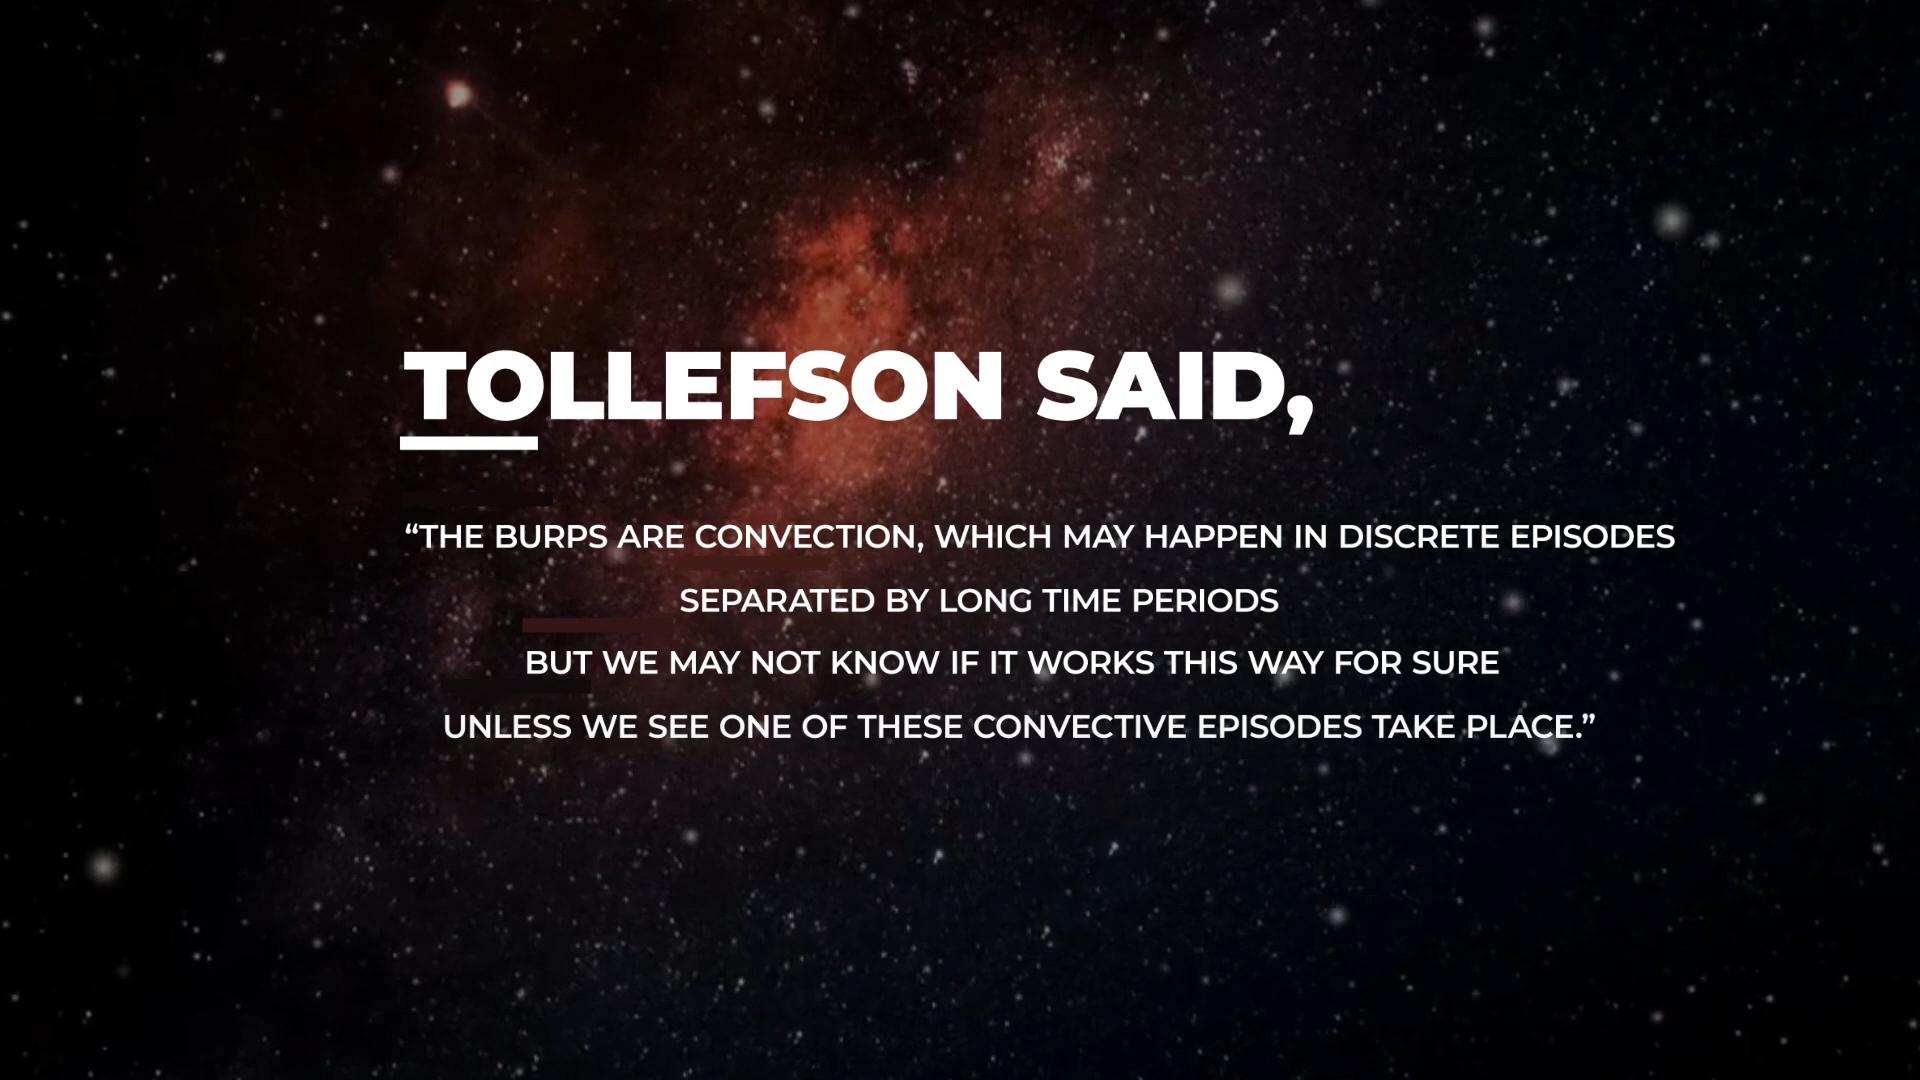 TOLLEFSON SAID,
“THE BURPS ARE CONVECTION, WHICH MAY HAPPEN IN DISCRETE EPISODES
SEPARATED BY LONG TIME PERIODS
BUT WE MAY NOT KNOW IF IT WORKS THIS WAY FOR SURE
UNLESS WE SEE ONE OF THESE CONVECTIVE EPISODES TAKE PLACE.”